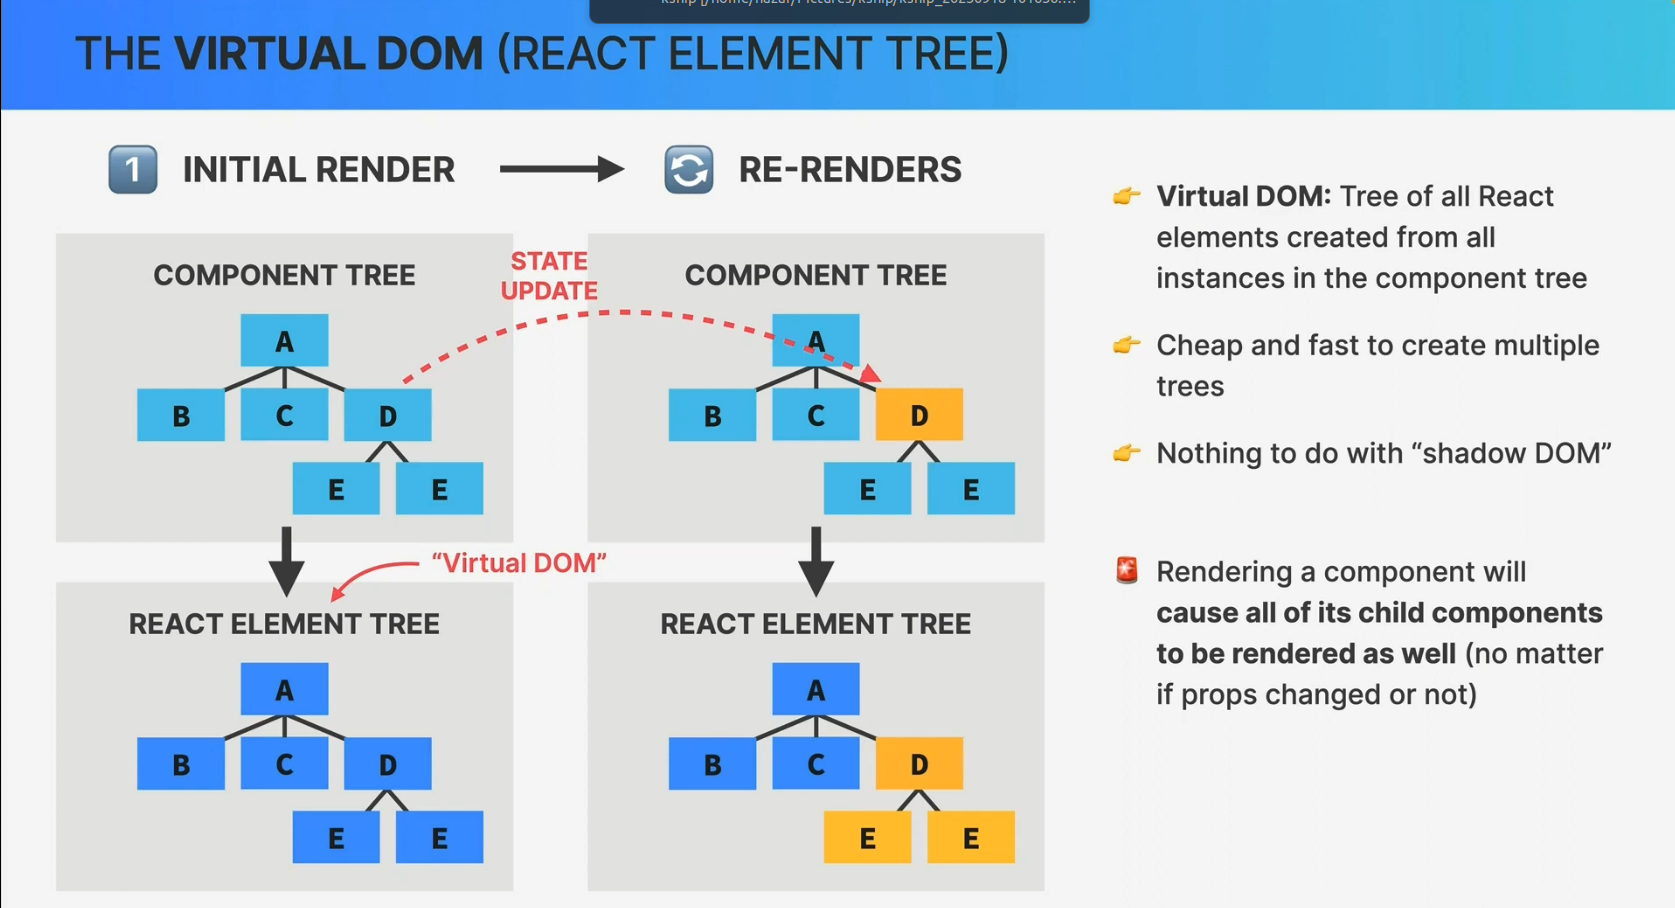 THE VIRTUAL DOM (REACT ELEMENT TREE)
1 INITIAL RENDER
RE-RENDERS
COMPONENT TREE
A
B C D
E E
STATE
UPDATE
COMPONENT TREE
A
B C D
E E
“Virtual DOM”
REACT ELEMENT TREE
A
B C D
E E
REACT ELEMENT TREE
A
B C D
E E
Virtual DOM: Tree of all React
elements created from all
instances in the component tree
Cheap and fast to create multiple
trees
Nothing to do with “shadow DOM”
Rendering a component will
cause all of its child components
to be rendered as well (no matter
if props changed or not)